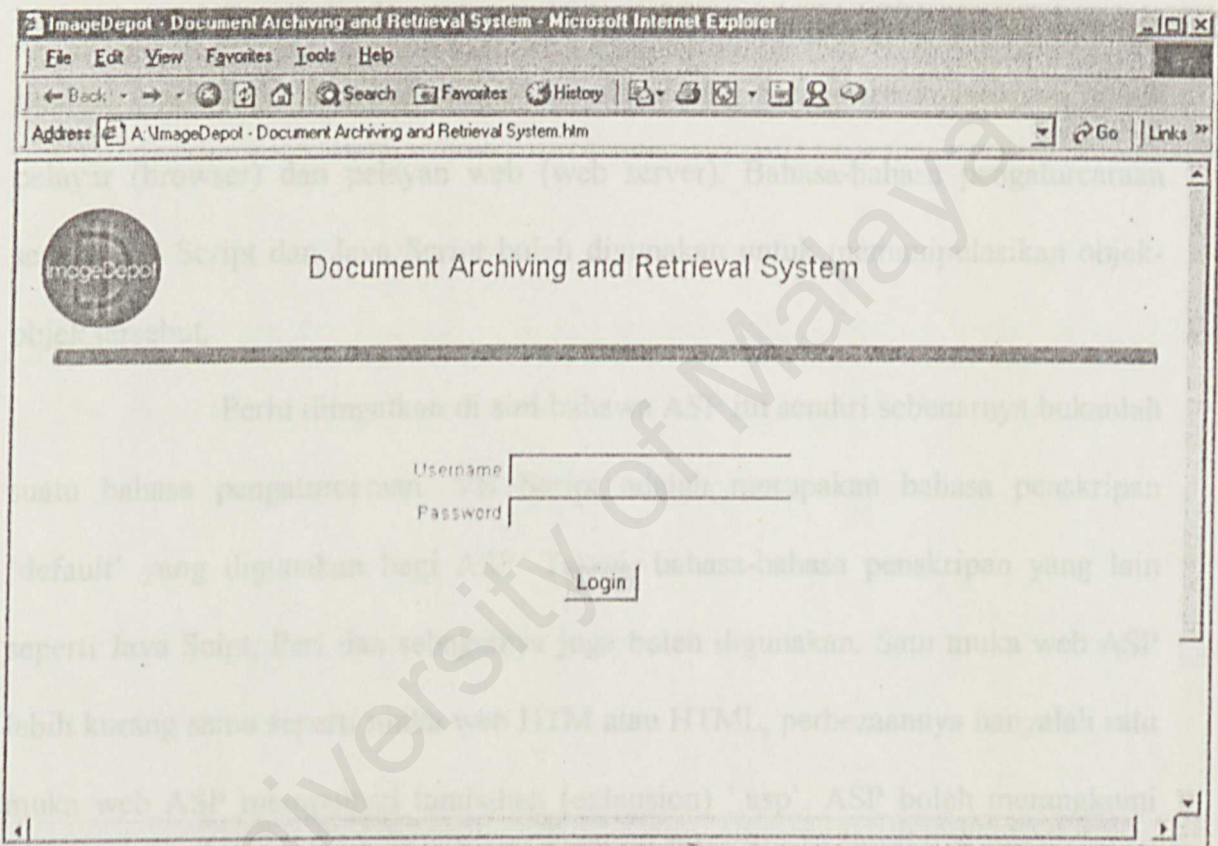 ImageDepot - Document Archiving and Retrieval System - Microsoft Internet Explorer
File Edit View Favorites Tools Help
Back Search Favorites History
Address A:\ImageDepot - Document Archiving and Retrieval System.htm Go Links »
pelayar (browser) dan pelayan web (web server). Bahasa-bahasa pengaturcaraan
Script dan Java Script boleh digunakan untuk memanipulasikan objek-
ImageDepot
Document Archiving and Retrieval System
objek tersebut.
Perlu diingatkan di sini bahawa ASP itu sendiri sebenarnya bukanlah
Username
suatu bahasa pengaturcaraan. VB Script adalah merupakan bahasa penskripan
Password
'default' yang digunakan bagi ASP. bahasa-bahasa penskripan yang lain
Login
seperti Java Script, Perl dan sebagainya juga boleh digunakan. Satu muka web ASP
lebih kurang sama seperti muka web HTM atau HTML, perbezaannya hanyalah satu
muka web ASP mempunyai tambahan (extension) '.asp'. ASP boleh merangkumi
University of Malaya